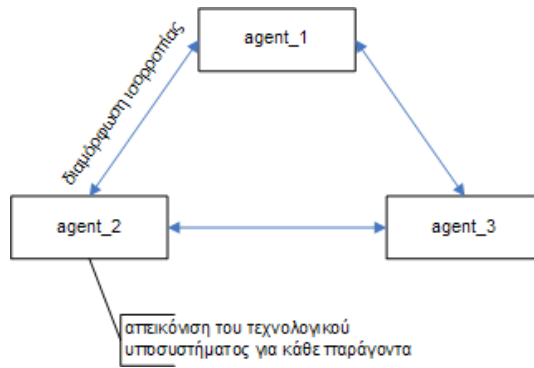 agent_1
διαμόρφωση ισορροπίας
agent_2
agent_3
απεικόνιση του τεχνολογικού
υποσυστήματος για κάθε παράγοντα